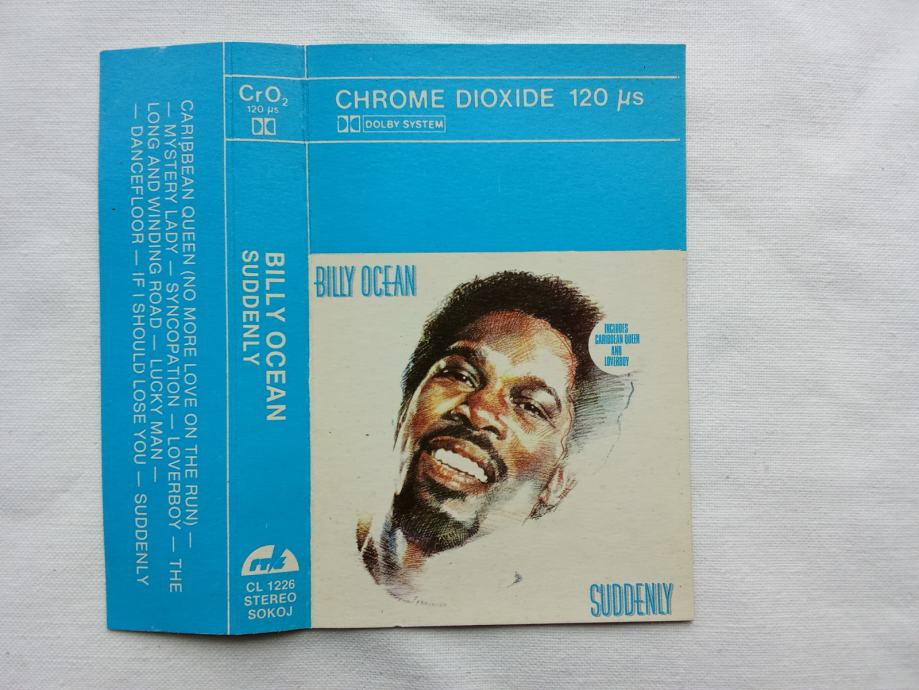 CARIBBEAN QUEEN (NO MORE LOVE ON THE RUN) —
— MYSTERY LADY — SYNCOPATION — LOVERBOY — THE
LONG AND WINDING ROAD — LUCKY MAN —
— DANCEFLOOR — IF I SHOULD LOSE YOU — SUDDENLY
CrO₂
120 µs
BILLY OCEAN
SUDDENLY
CL 1226
STEREO
SOKOJ
CHROME DIOXIDE 120 µs
DOLBY SYSTEM
BILLY OCEAN
INCLUDES
CARIBBEAN QUEEN
AND
LOVERBOY
SUDDENLY